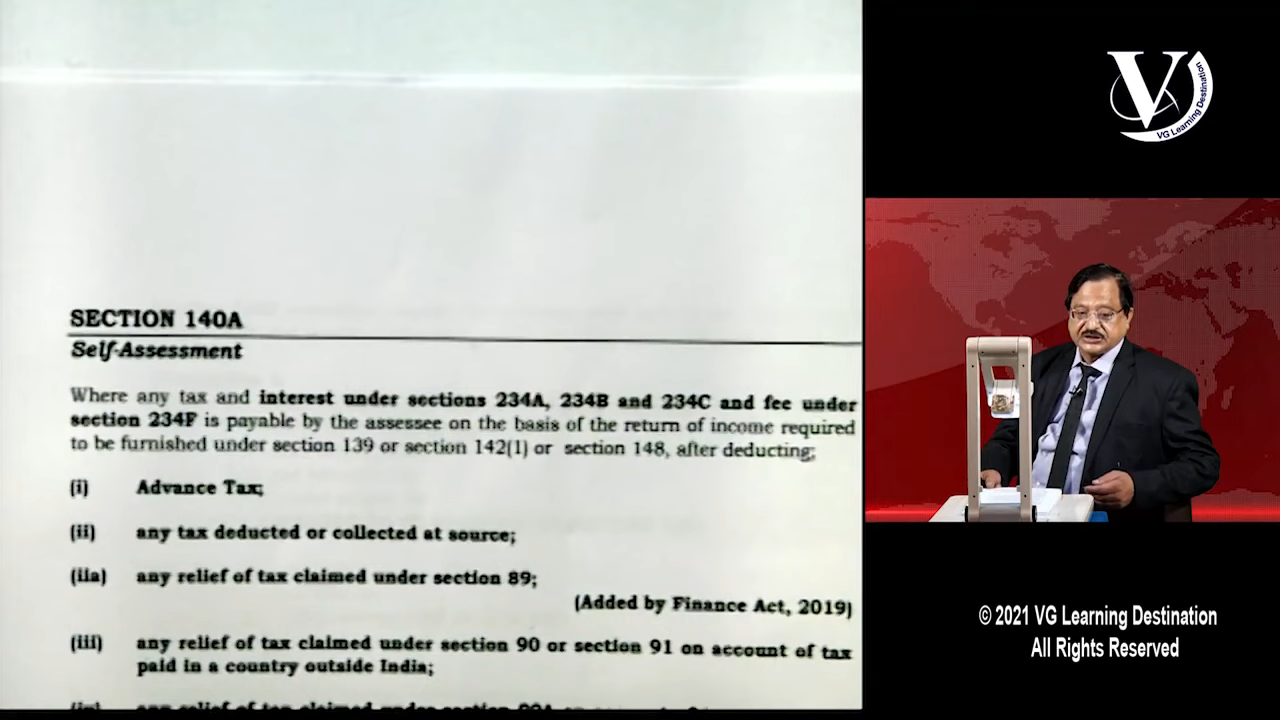 SECTION 140A
Self-Assessment
Where any tax and interest under sections 234A, 234B and 234C and fee under
section 234F is payable by the assessee on the basis of the return of income required
to be furnished under section 139 or section 142(1) or section 148, after deducting;
(i) Advance Tax;
(ii) any tax deducted or collected at source;
(iia) any relief of tax claimed under section 89;
(Added by Finance Act, 2019)
(iii) any relief of tax claimed under section 90 or section 91 on account of tax
paid in a country outside India;
V
VG Learning Destination
© 2021 VG Learning Destination
All Rights Reserved